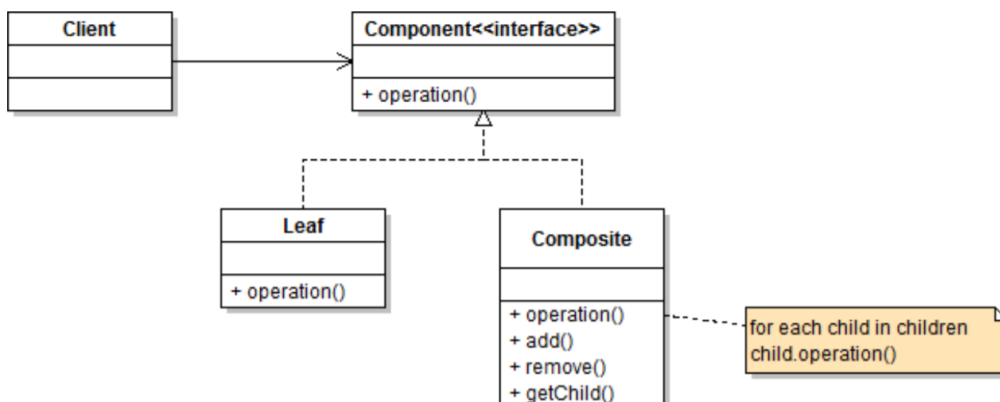 Client
Component<<interface>>
+ operation()
Leaf
+ operation()
Composite
+ operation()
+ add()
+ remove()
+ getChild()
for each child in children
child.operation()